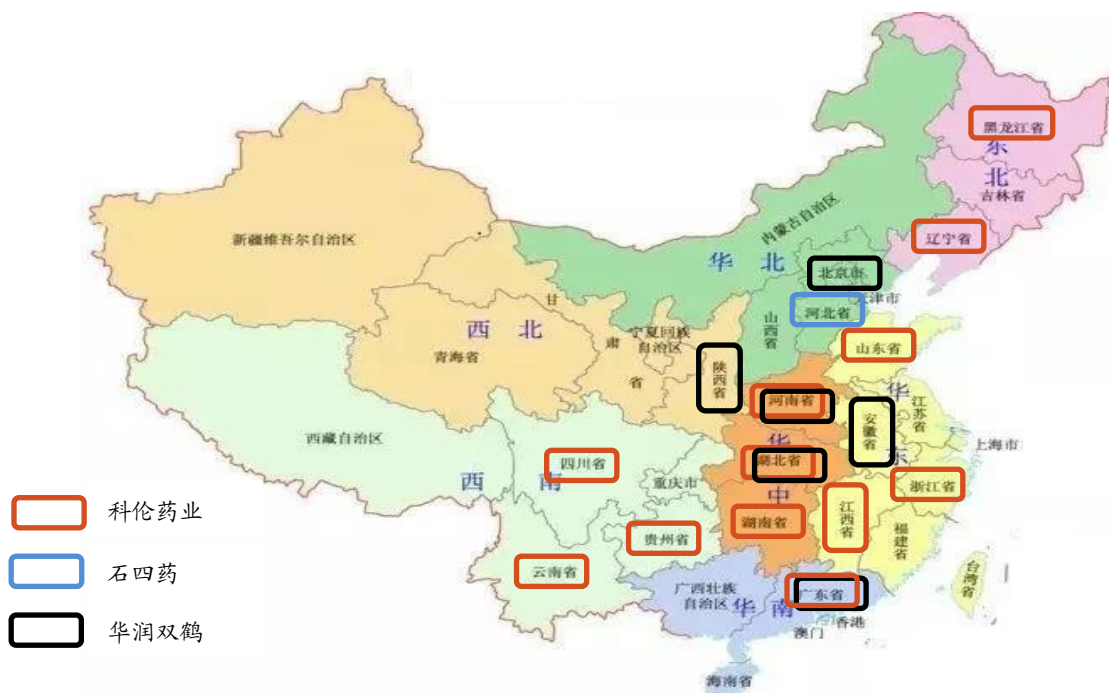 黑龙江省
东
北
吉林省
辽宁省
内蒙古自治区
华北
北京市
天津市
河北省
山西省
山东省
新疆维吾尔自治区
西北
甘
肃
省
青海省
宁夏回族
自治区
陕西省
河南省
华
东
江苏省
安徽省
上海市
西藏自治区
西南
四川省
重庆市
华
中
湖北省
浙江省
湖南省
江西省
福建省
贵州省
云南省
台湾省
广西壮族
自治区
华南
广东省
香港
澳门
海南省
科伦药业
石四药
华润双鹤